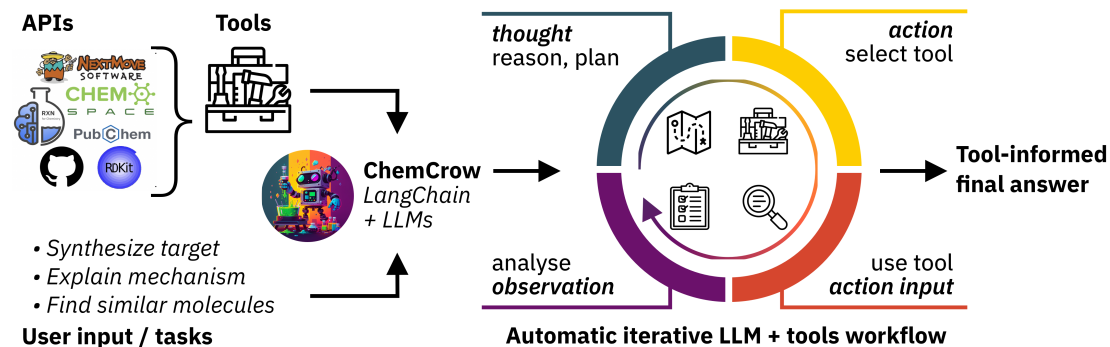 APIs
Tools
NEXTMOVE
SOFTWARE
CHEM
SPACE
RXN
PubChem
RDKit
ChemCrow
LangChain
+ LLMs
• Synthesize target
• Explain mechanism
• Find similar molecules
User input / tasks
thought
reason, plan
action
select tool
analyse
observation
use tool
action input
Automatic iterative LLM + tools workflow
Tool-informed
final answer